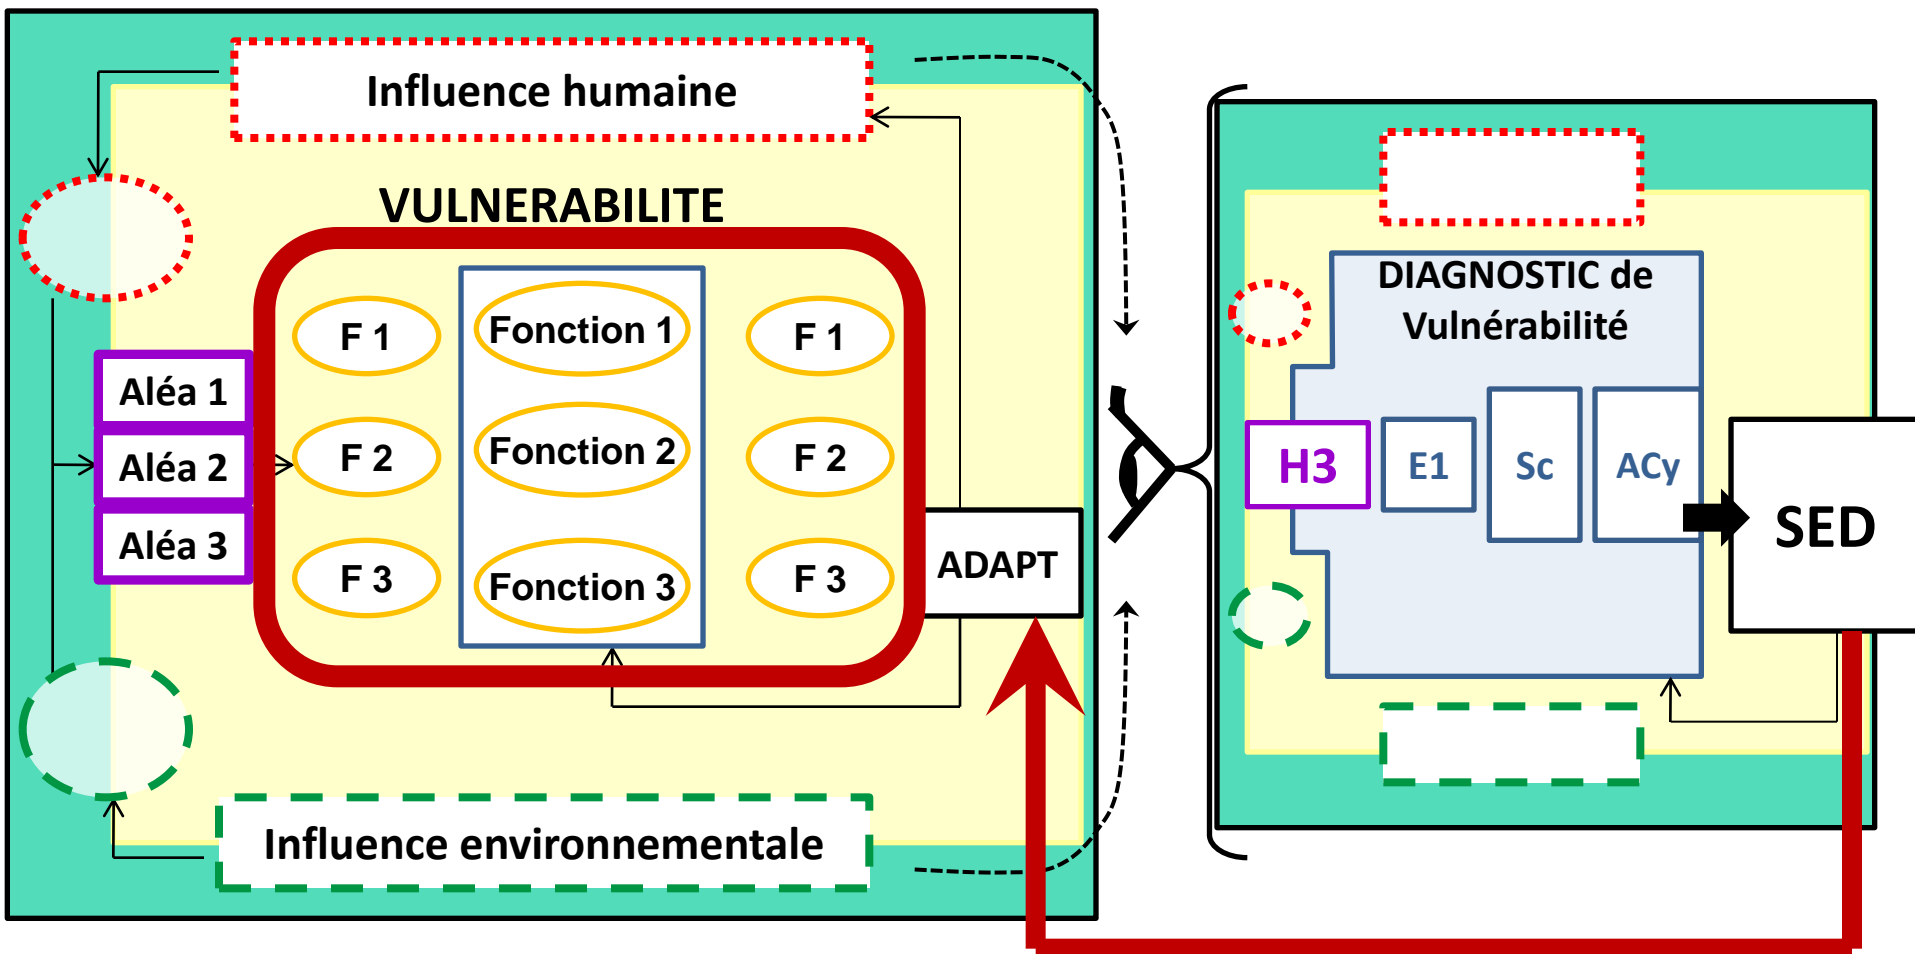 Influence humaine
VULNERABILITE
F 1
Fonction 1
F 1
Aléa 1
F 2
Fonction 2
F 2
Aléa 2
Aléa 3
F 3
Fonction 3
F 3
ADAPT
Influence environnementale
DIAGNOSTIC de
Vulnérabilité
H3
E1
Sc
ACy
SED